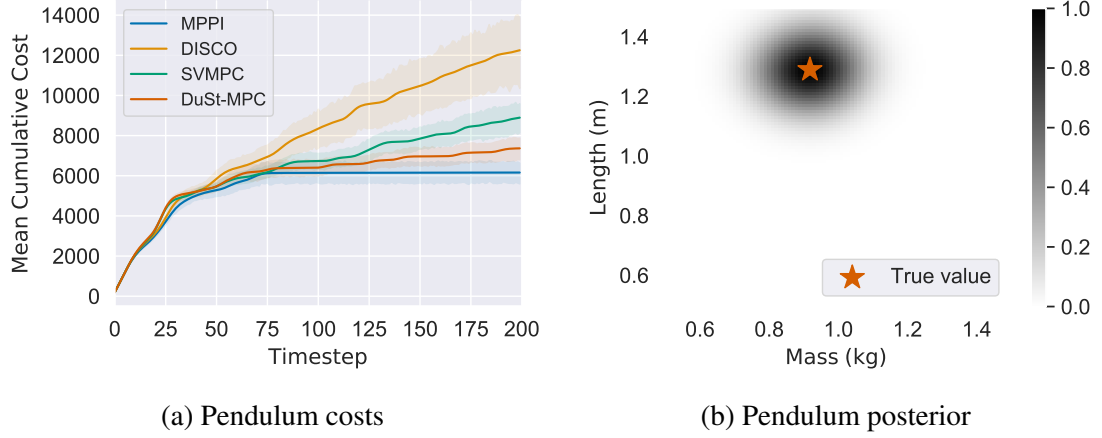 14000
12000
10000
8000
6000
4000
2000
0
Mean Cumulative Cost
MPPI
DISCO
SVMPC
DuSt-MPC
0 25 50 75 100 125 150 175 200
Timestep
(a) Pendulum costs
1.4
1.2
1.0
0.8
0.6
Length (m)
True value
0.6 0.8 1.0 1.2 1.4
Mass (kg)
1.0
0.8
0.6
0.4
0.2
0.0
(b) Pendulum posterior